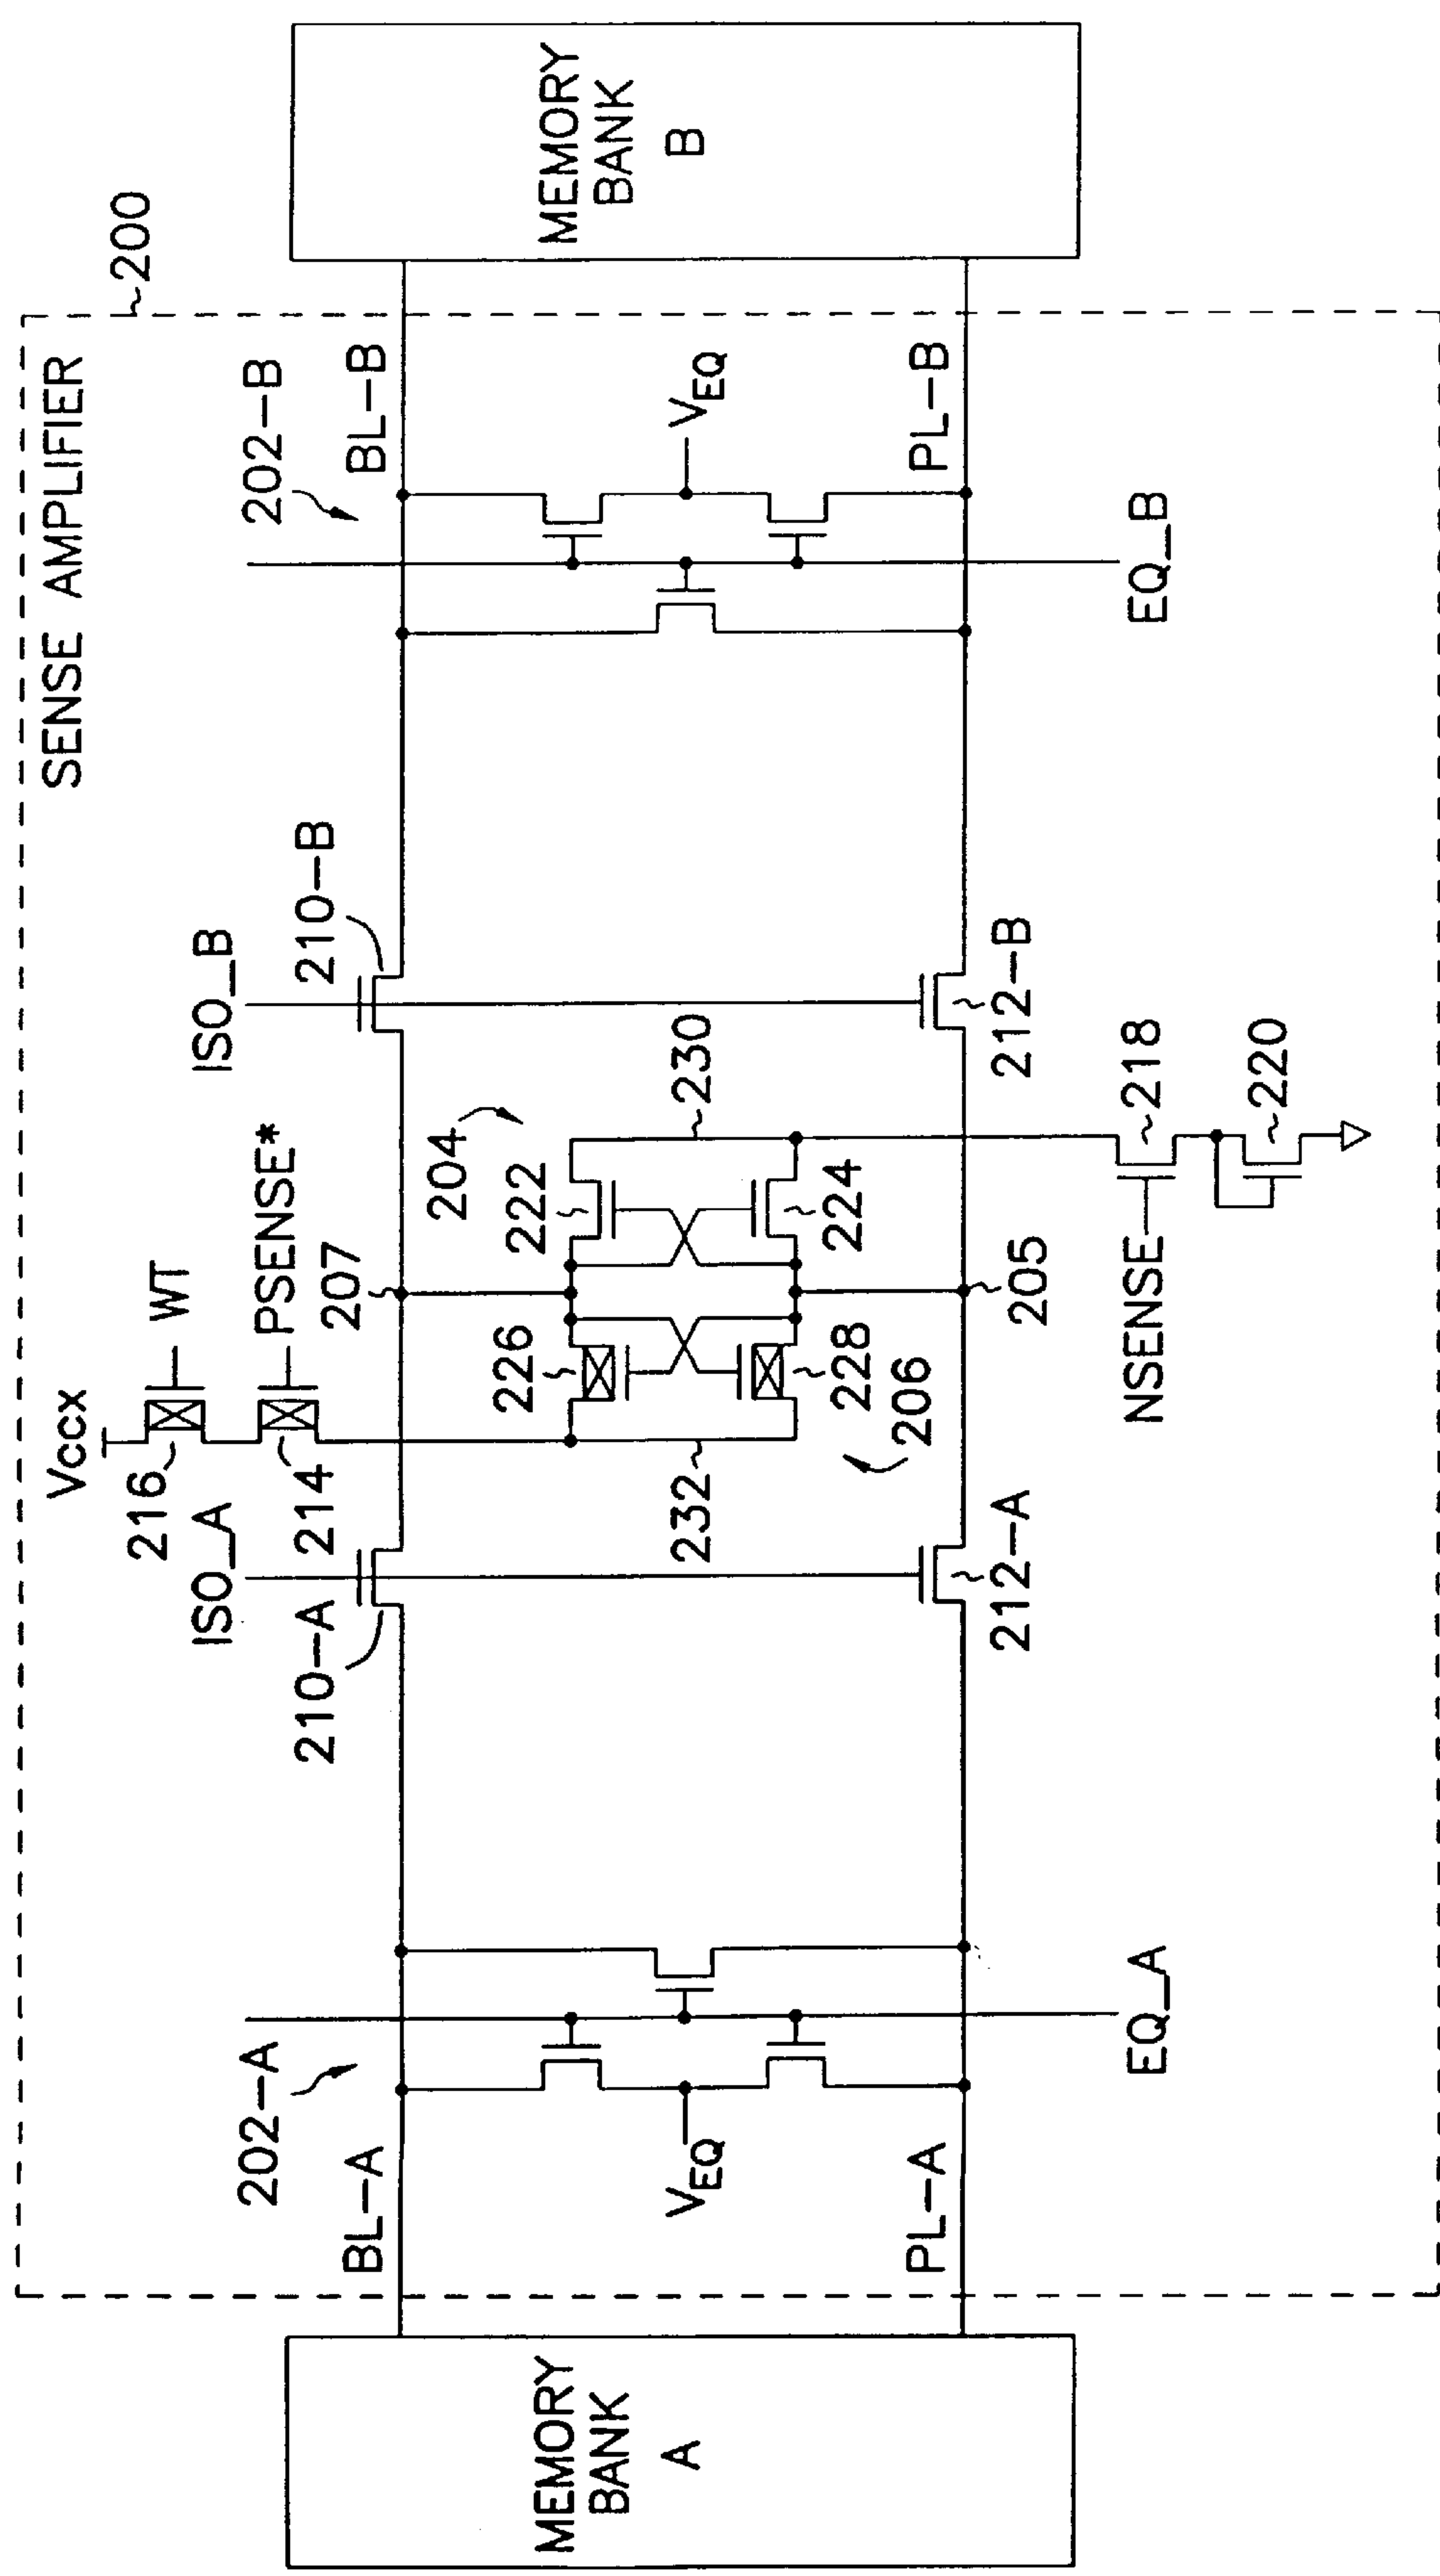 MEMORY
BANK
B
200
SENSE AMPLIFIER
202-B
BL-B
VEQ
PL-B
EQ_B
ISO_B
210-B
212-B
WT
PSENSE*
204
230
222
224
207
205
218
220
NSENSE
226
228
206
232
Vccx
216
214
ISO_A
210-A
212-A
202-A
BL-A
VEQ
PL-A
EQ_A
MEMORY
BANK
A